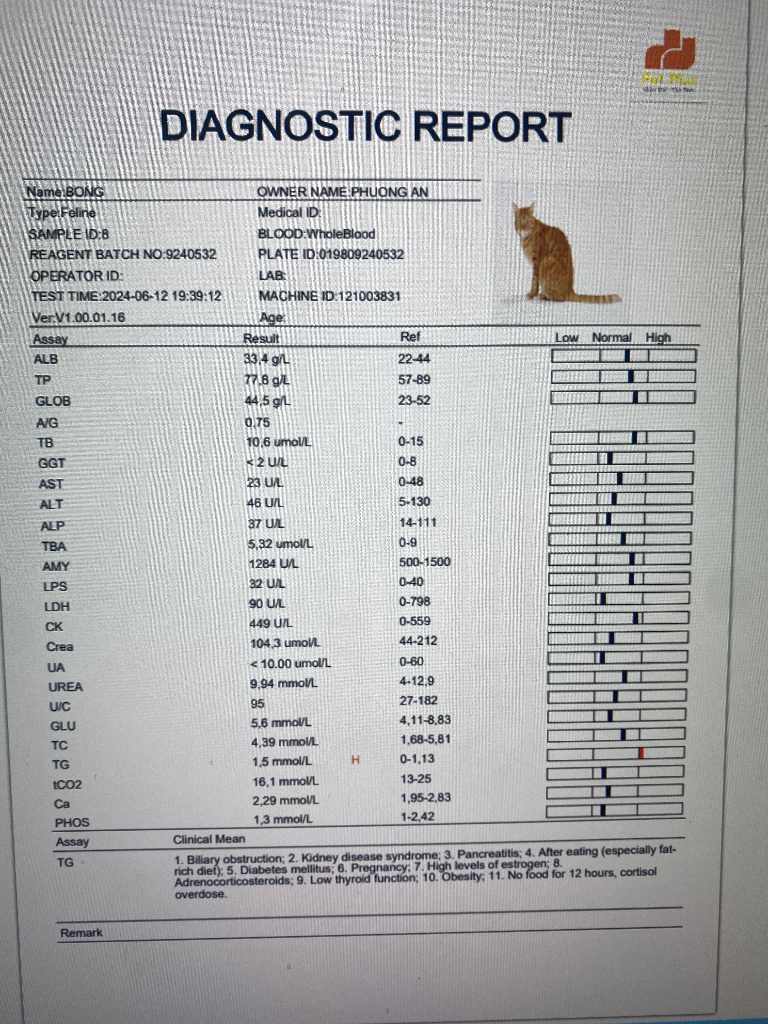 Pet Plus
DIAGNOSTIC REPORT
Name:BONG OWNER NAME:PHUONG AN
Type:Feline Medical ID:
SAMPLE ID:8 BLOOD:WholeBlood
REAGENT BATCH NO:9240532 PLATE ID:019809240532
OPERATOR ID: LAB:
TEST TIME:2024-06-12 19:39:12 MACHINE ID:121003831
Ver:V1.00.01.16 Age:
Assay Result Ref Low Normal High
ALB 33,4 g/L 22-44
TP 77,8 g/L 57-89
GLOB 44,5 g/L 23-52
A/G 0,75 -
TB 10,6 umol/L 0-15
GGT < 2 U/L 0-8
AST 23 U/L 0-48
ALT 46 U/L 5-130
ALP 37 U/L 14-111
TBA 5,32 umol/L 0-9
AMY 1284 U/L 500-1500
LPS 32 U/L 0-40
LDH 90 U/L 0-798
CK 449 U/L 0-559
Crea 104,3 umol/L 44-212
UA < 10.00 umol/L 0-60
UREA 9,94 mmol/L 4-12,9
U/C 95 27-182
GLU 5,6 mmol/L 4,11-8,83
TC 4,39 mmol/L 1,68-5,81
TG 1,5 mmol/L H 0-1,13
tCO2 16,1 mmol/L 13-25
Ca 2,29 mmol/L 1,95-2,83
PHOS 1,3 mmol/L 1-2,42
Assay Clinical Mean
TG 1. Biliary obstruction; 2. Kidney disease syndrome; 3. Pancreatitis; 4. After eating (especially fat-
rich diet); 5. Diabetes mellitus; 6. Pregnancy; 7. High levels of estrogen; 8.
Adrenocorticosteroids; 9. Low thyroid function; 10. Obesity; 11. No food for 12 hours, cortisol
overdose.
Remark